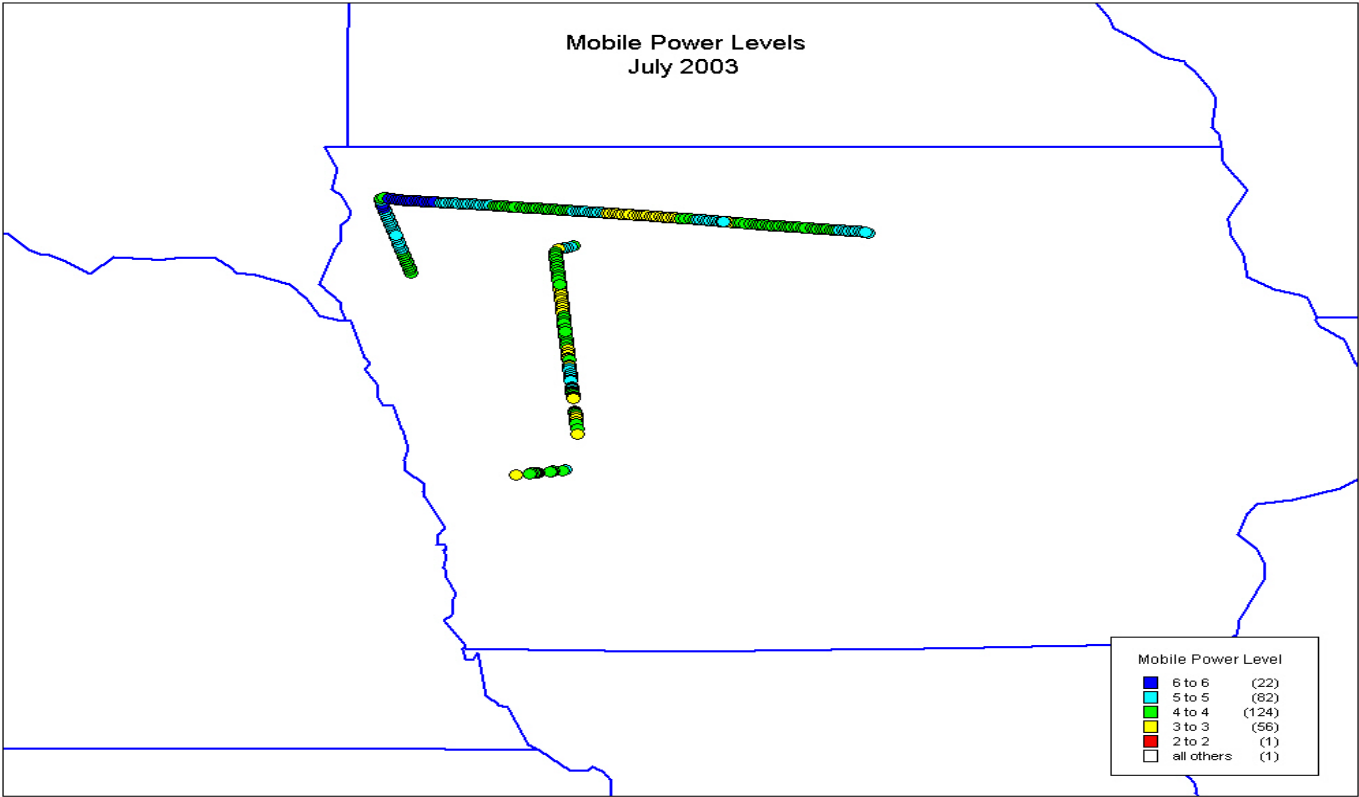 Mobile Power Levels
July 2003
Mobile Power Level
6 to 6 (22)
5 to 5 (82)
4 to 4 (124)
3 to 3 (56)
2 to 2 (1)
all others (1)